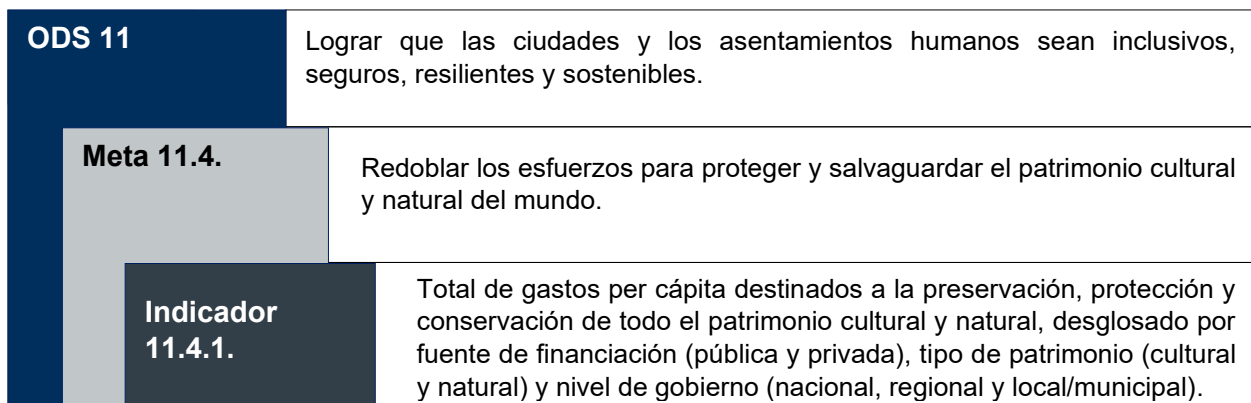 ODS 11
Lograr que las ciudades y los asentamientos humanos sean inclusivos,
seguros, resilientes y sostenibles.
Meta 11.4.
Redoblar los esfuerzos para proteger y salvaguardar el patrimonio cultural
y natural del mundo.
Indicador
11.4.1.
Total de gastos per cápita destinados a la preservación, protección y
conservación de todo el patrimonio cultural y natural, desglosado por
fuente de financiación (pública y privada), tipo de patrimonio (cultural
y natural) y nivel de gobierno (nacional, regional y local/municipal).